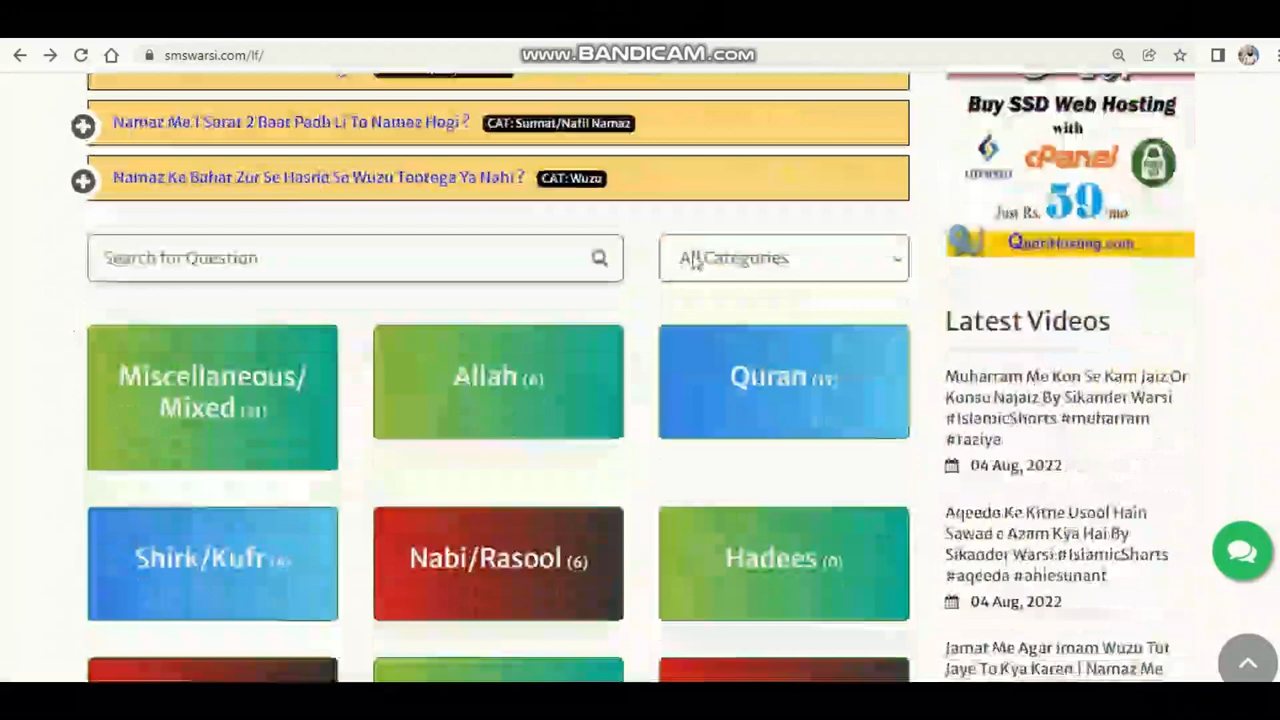 smswarsi.com/lf/
www.BANDICAM.com
Namaz Me 1 Surat 2 Baar Padh Li To Namaz Hogi?
CAT: Sunnat/Nafil Namaz
Namaz Ke Bahar Zor Se Hasne Se Wuzu Tootega Ya Nahi?
CAT: Wuzu
Search for Question
All Categories
Miscellaneous/
Mixed
Allah
Quran
Shirk/Kufr
Nabi/Rasool (6)
Hadees (0)
Buy SSD Web Hosting
with
cPanel
Just Rs. 59 /mo
Latest Videos
Muharram Me Kon Se Kam Jaiz Or
Konse Najaiz By Sikander Warsi
#IslamicShorts #muharram
#taziya
04 Aug, 2022
Aqeede Ke Kitne Usool Hain
Sawad e Azam Kya Hai By
Sikander Warsi #IslamicShorts
#aqeeda #ahlesunant
04 Aug, 2022
Jamat Me Agar Imam Wuzu Tut
Jaye To Kya Karen | Namaz Me